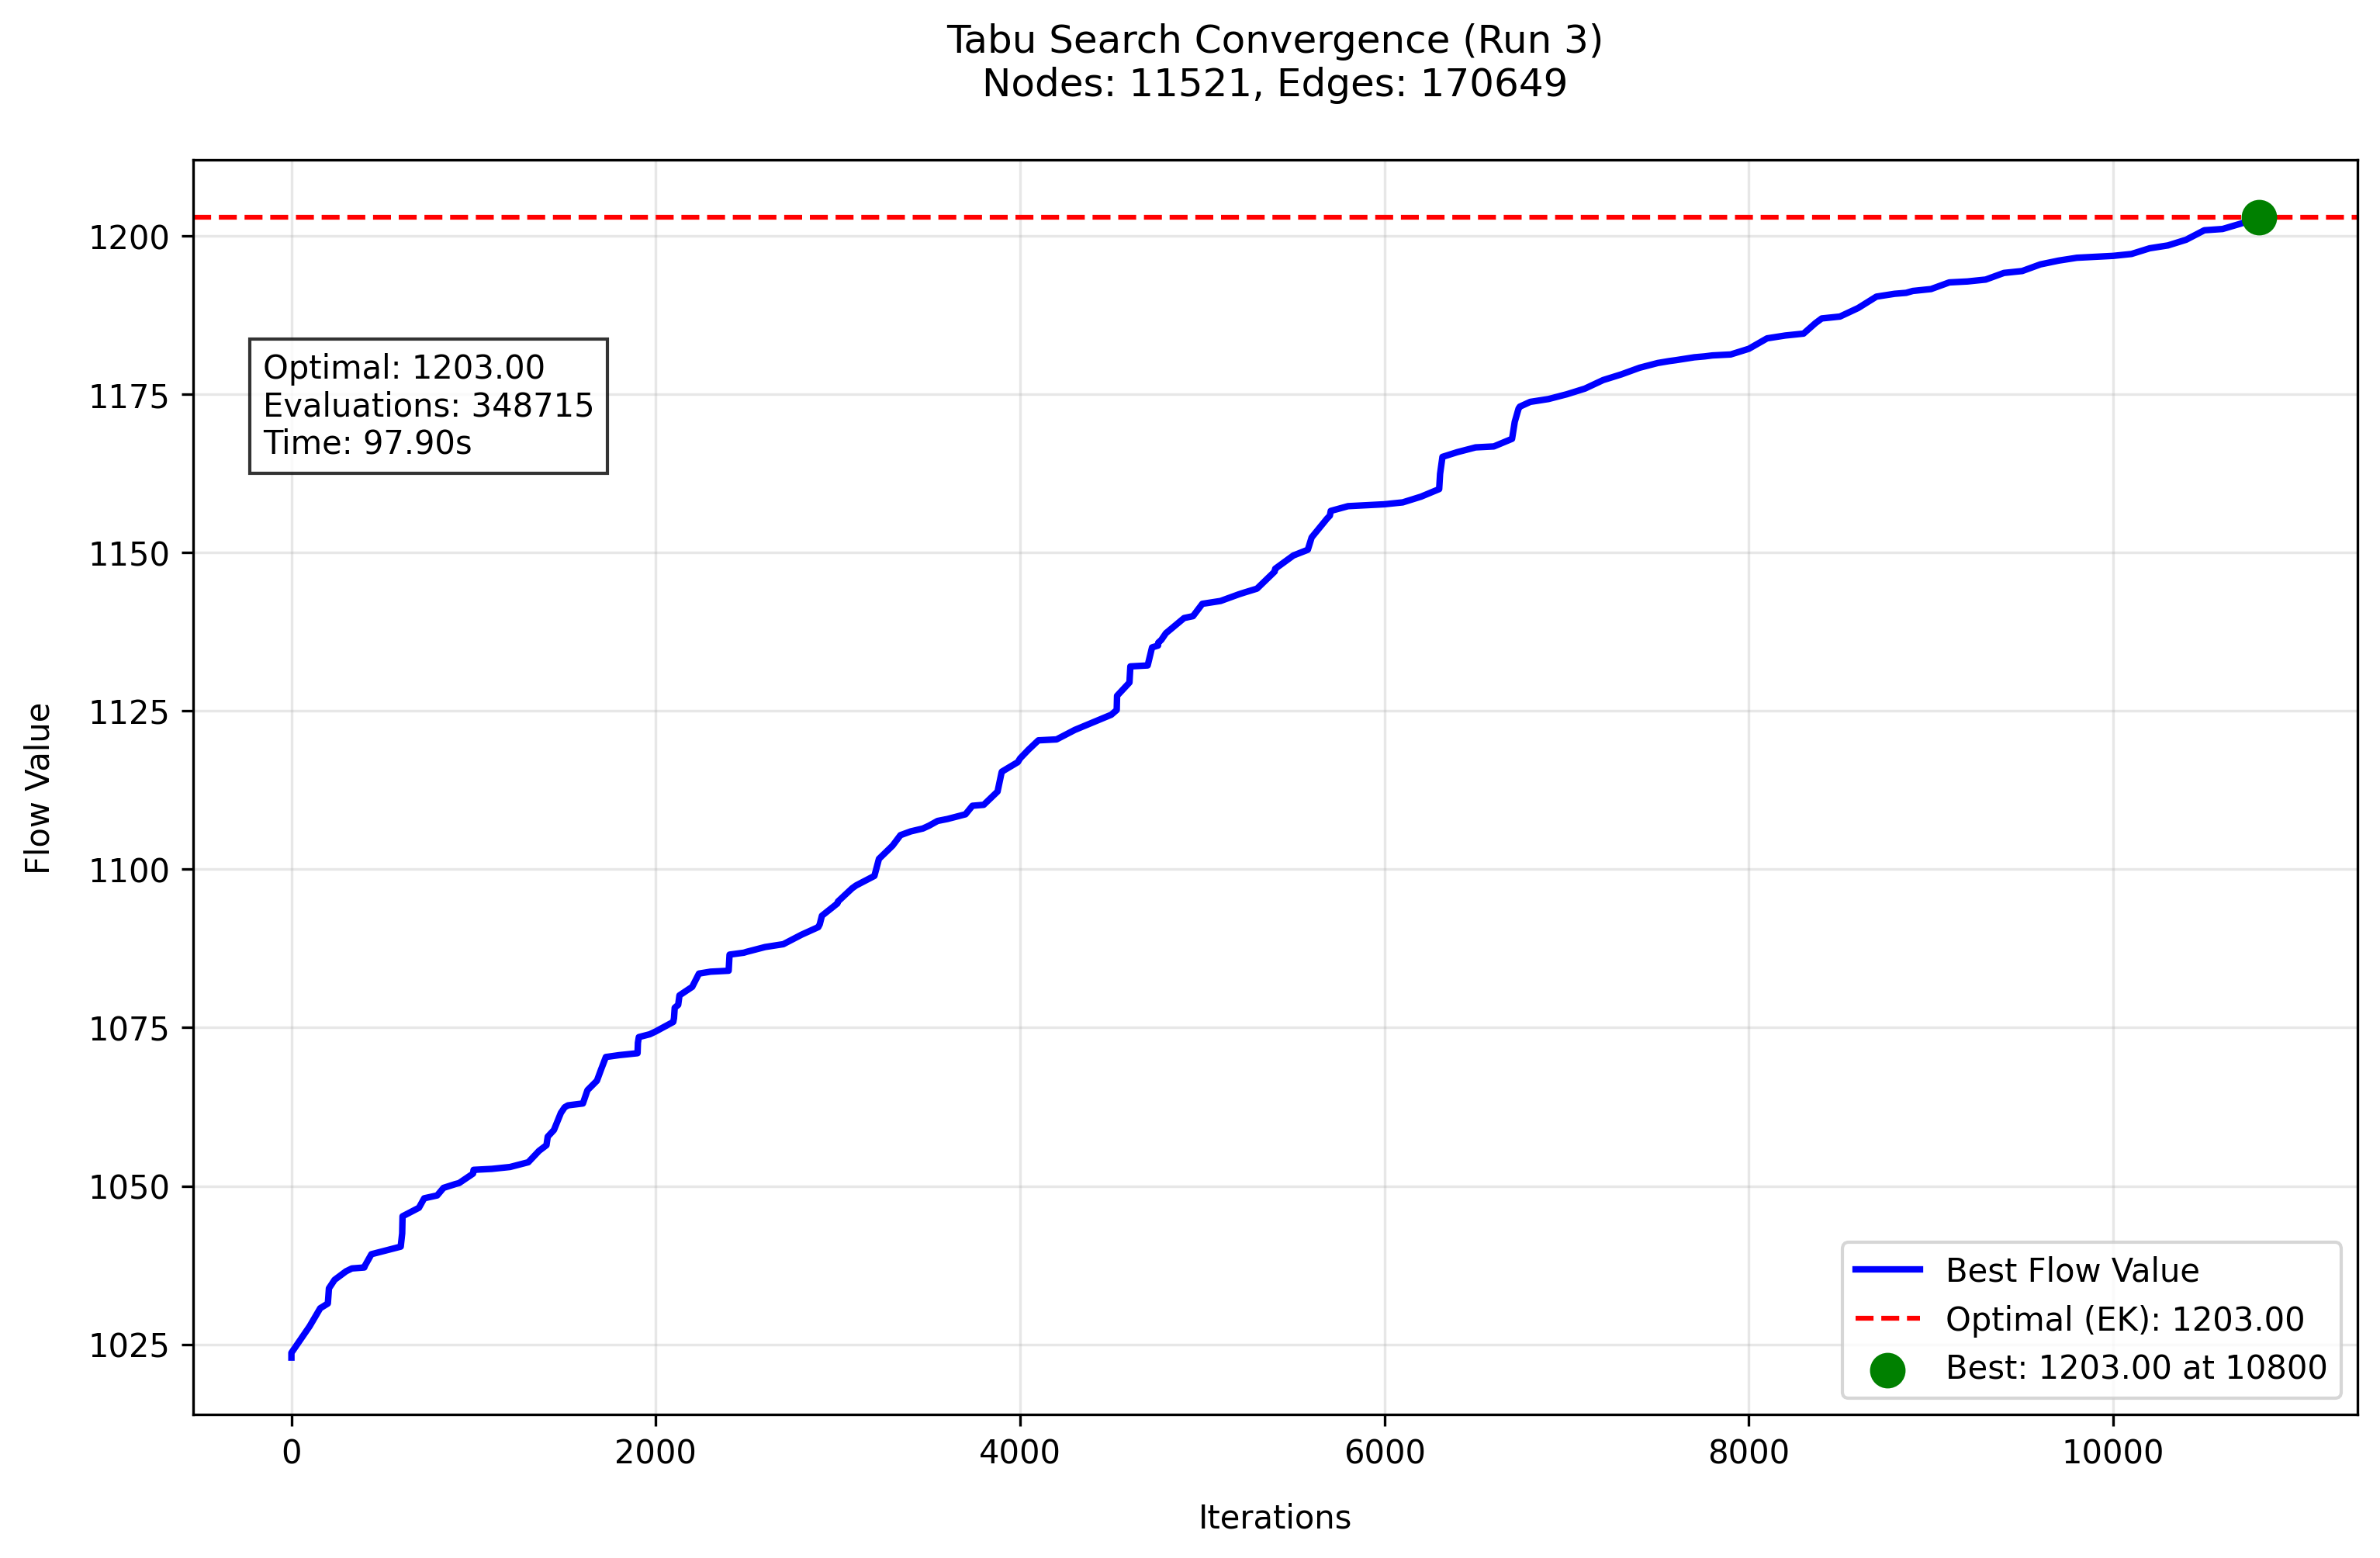 Tabu Search Convergence (Run 3)
Nodes: 11521, Edges: 170649
Flow Value
1200
1175
1150
1125
1100
1075
1050
1025
Optimal: 1203.00
Evaluations: 348715
Time: 97.90s
Best Flow Value
Optimal (EK): 1203.00
Best: 1203.00 at 10800
0 2000 4000 6000 8000 10000
Iterations